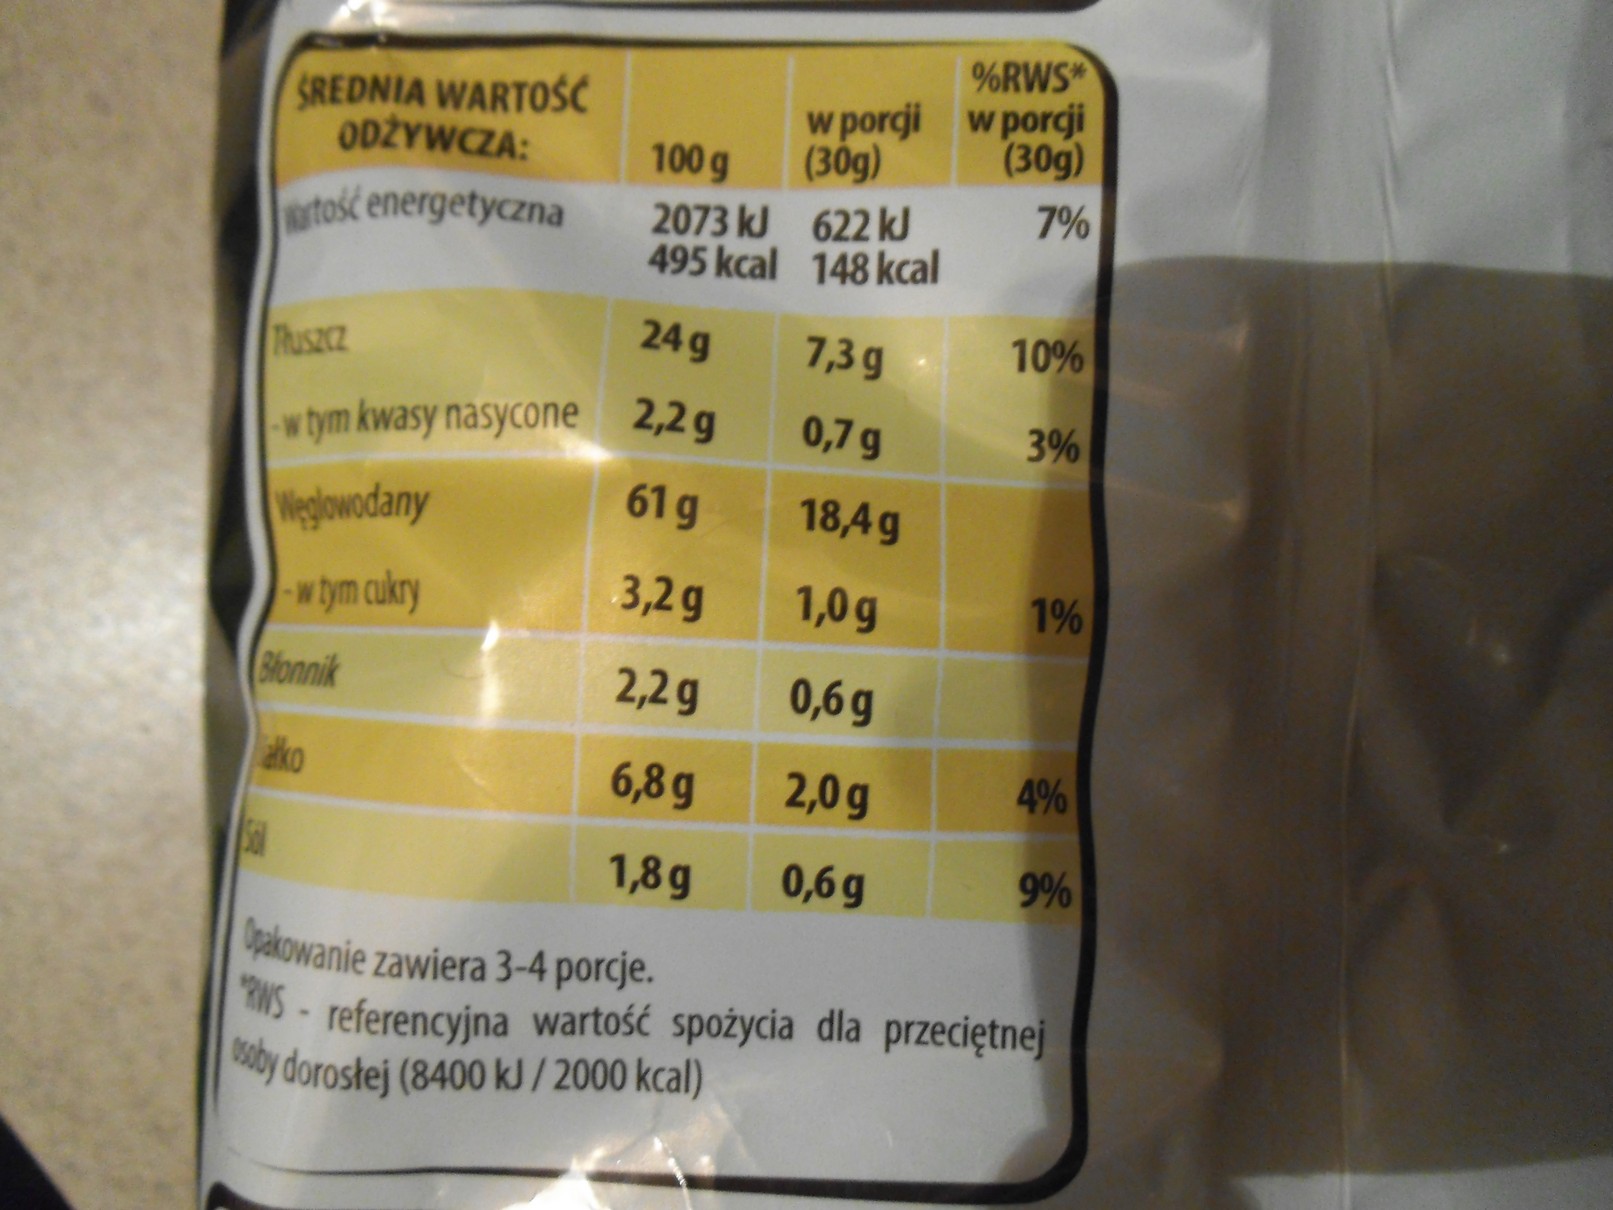 ŚREDNIA WARTOŚĆ ODŻYWCZA: 100 g w porcji (30g) %RWS* w porcji (30g)
Wartość energetyczna 2073 kJ 622 kJ 7%
495 kcal 148 kcal
Tłuszcz 24 g 7,3 g 10%
- w tym kwasy nasycone 2,2 g 0,7 g 3%
Węglowodany 61 g 18,4 g
- w tym cukry 3,2 g 1,0 g 1%
Błonnik 2,2 g 0,6 g
Białko 6,8 g 2,0 g 4%
Sól 1,8 g 0,6 g 9%
Opakowanie zawiera 3-4 porcje.
*RWS - referencyjna wartość spożycia dla przeciętnej
osoby dorosłej (8400 kJ / 2000 kcal)